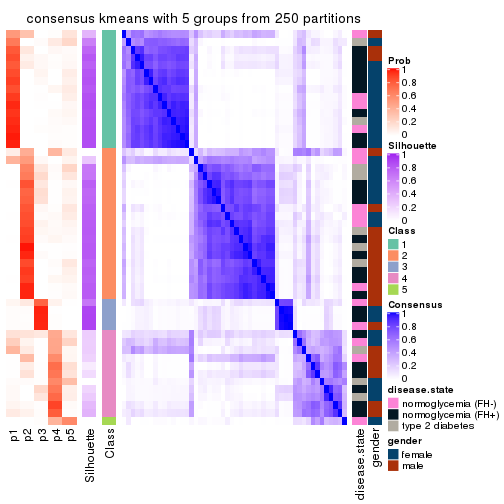 consensus kmeans with 5 groups from 250 partitions
Prob
1
0.8
0.6
0.4
0.2
0
Silhouette
1
0.8
0.6
0.4
0.2
0
Class
1
2
3
4
5
Consensus
1
0.8
0.6
0.4
0.2
0
disease.state
normoglycemia (FH-)
normoglycemia (FH+)
type 2 diabetes
gender
female
male
p1
p2
p3
p4
p5
Silhouette
Class
disease.state
gender